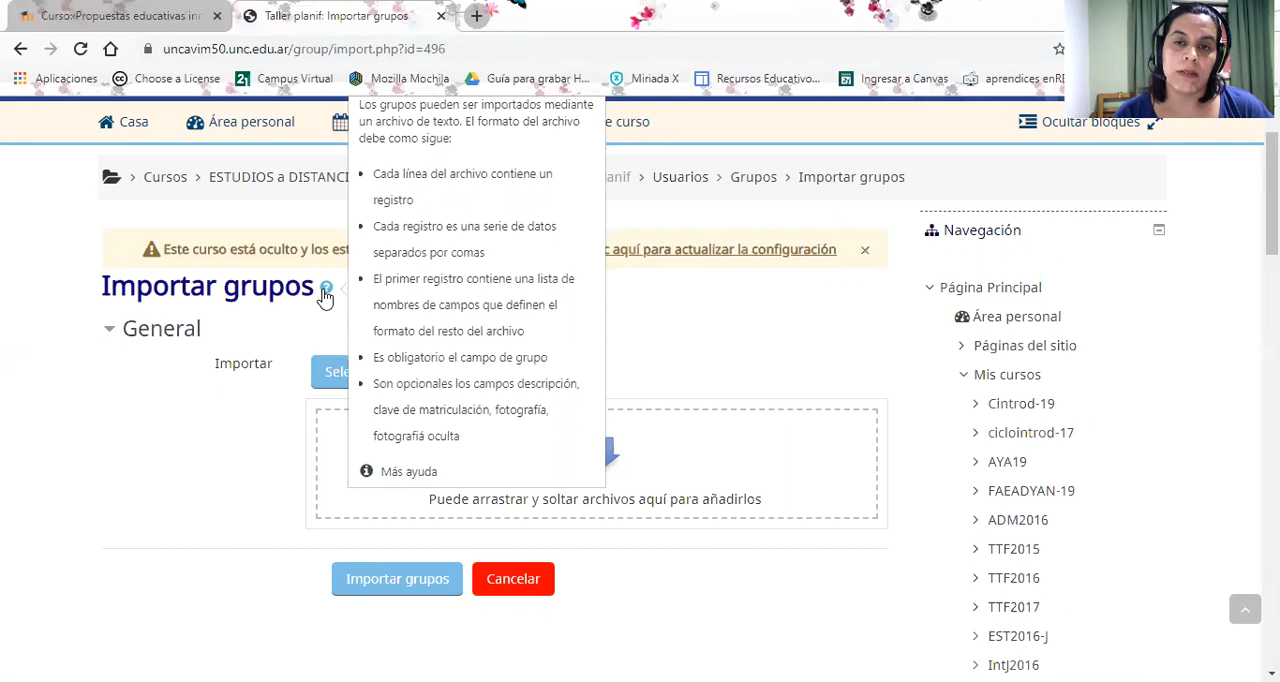 Curso: Propuestas educativas in
Taller planif: Importar grupos
uncavim50.unc.edu.ar/group/import.php?id=496
Aplicaciones
Choose a License
Campus Virtual
Mozilla Mochila
Guía para grabar H...
Miriada X
Recursos Educativo...
Ingresar a Canvas
aprendices enRE
Casa
Área personal
e curso
Ocultar bloques
Los grupos pueden ser importados mediante
un archivo de texto. El formato del archivo
debe como sigue:
Cada línea del archivo contiene un
registro
Cada registro es una serie de datos
separados por comas
El primer registro contiene una lista de
nombres de campos que definen el
formato del resto del archivo
Es obligatorio el campo de grupo
Son opcionales los campos descripción,
clave de matriculación, fotografía,
fotografiá oculta
Más ayuda
Cursos > ESTUDIOS a DISTANCI
anif > Usuarios > Grupos > Importar grupos
Este curso está oculto y los est
c aquí para actualizar la configuración
Importar grupos
General
Importar
Sele
Puede arrastrar y soltar archivos aquí para añadirlos
Importar grupos
Cancelar
Navegación
Página Principal
Área personal
Páginas del sitio
Mis cursos
Cintrod-19
ciclointrod-17
AYA19
FAEADYAN-19
ADM2016
TTF2015
TTF2016
TTF2017
EST2016-J
IntJ2016